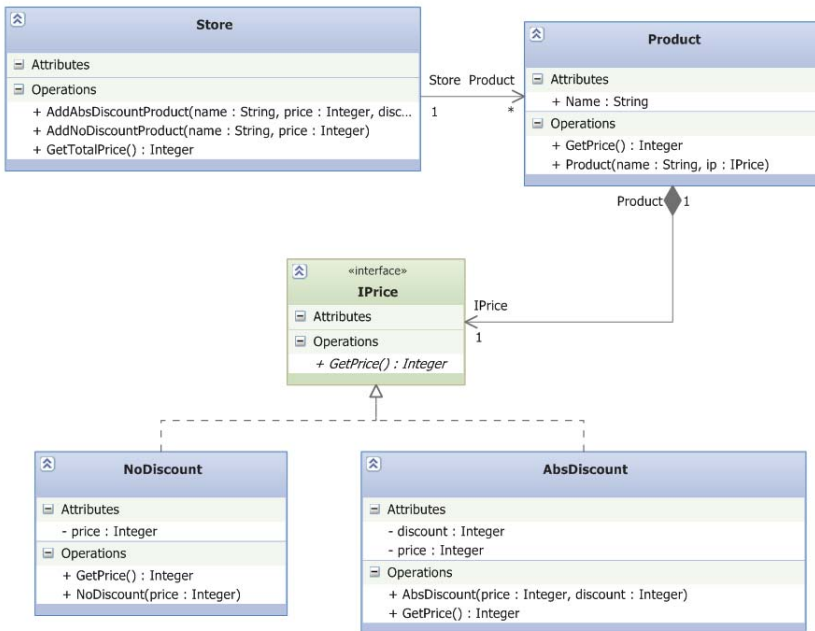 Store
Attributes
Operations
+ AddAbsDiscountProduct(name : String, price : Integer, disc...
+ AddNoDiscountProduct(name : String, price : Integer)
+ GetTotalPrice() : Integer
Store Product
1 *
Product
Attributes
+ Name : String
Operations
+ GetPrice() : Integer
+ Product(name : String, ip : IPrice)
Product 1
IPrice
1
«interface»
IPrice
Attributes
Operations
+ GetPrice() : Integer
NoDiscount
Attributes
- price : Integer
Operations
+ GetPrice() : Integer
+ NoDiscount(price : Integer)
AbsDiscount
Attributes
- discount : Integer
- price : Integer
Operations
+ AbsDiscount(price : Integer, discount : Integer)
+ GetPrice() : Integer